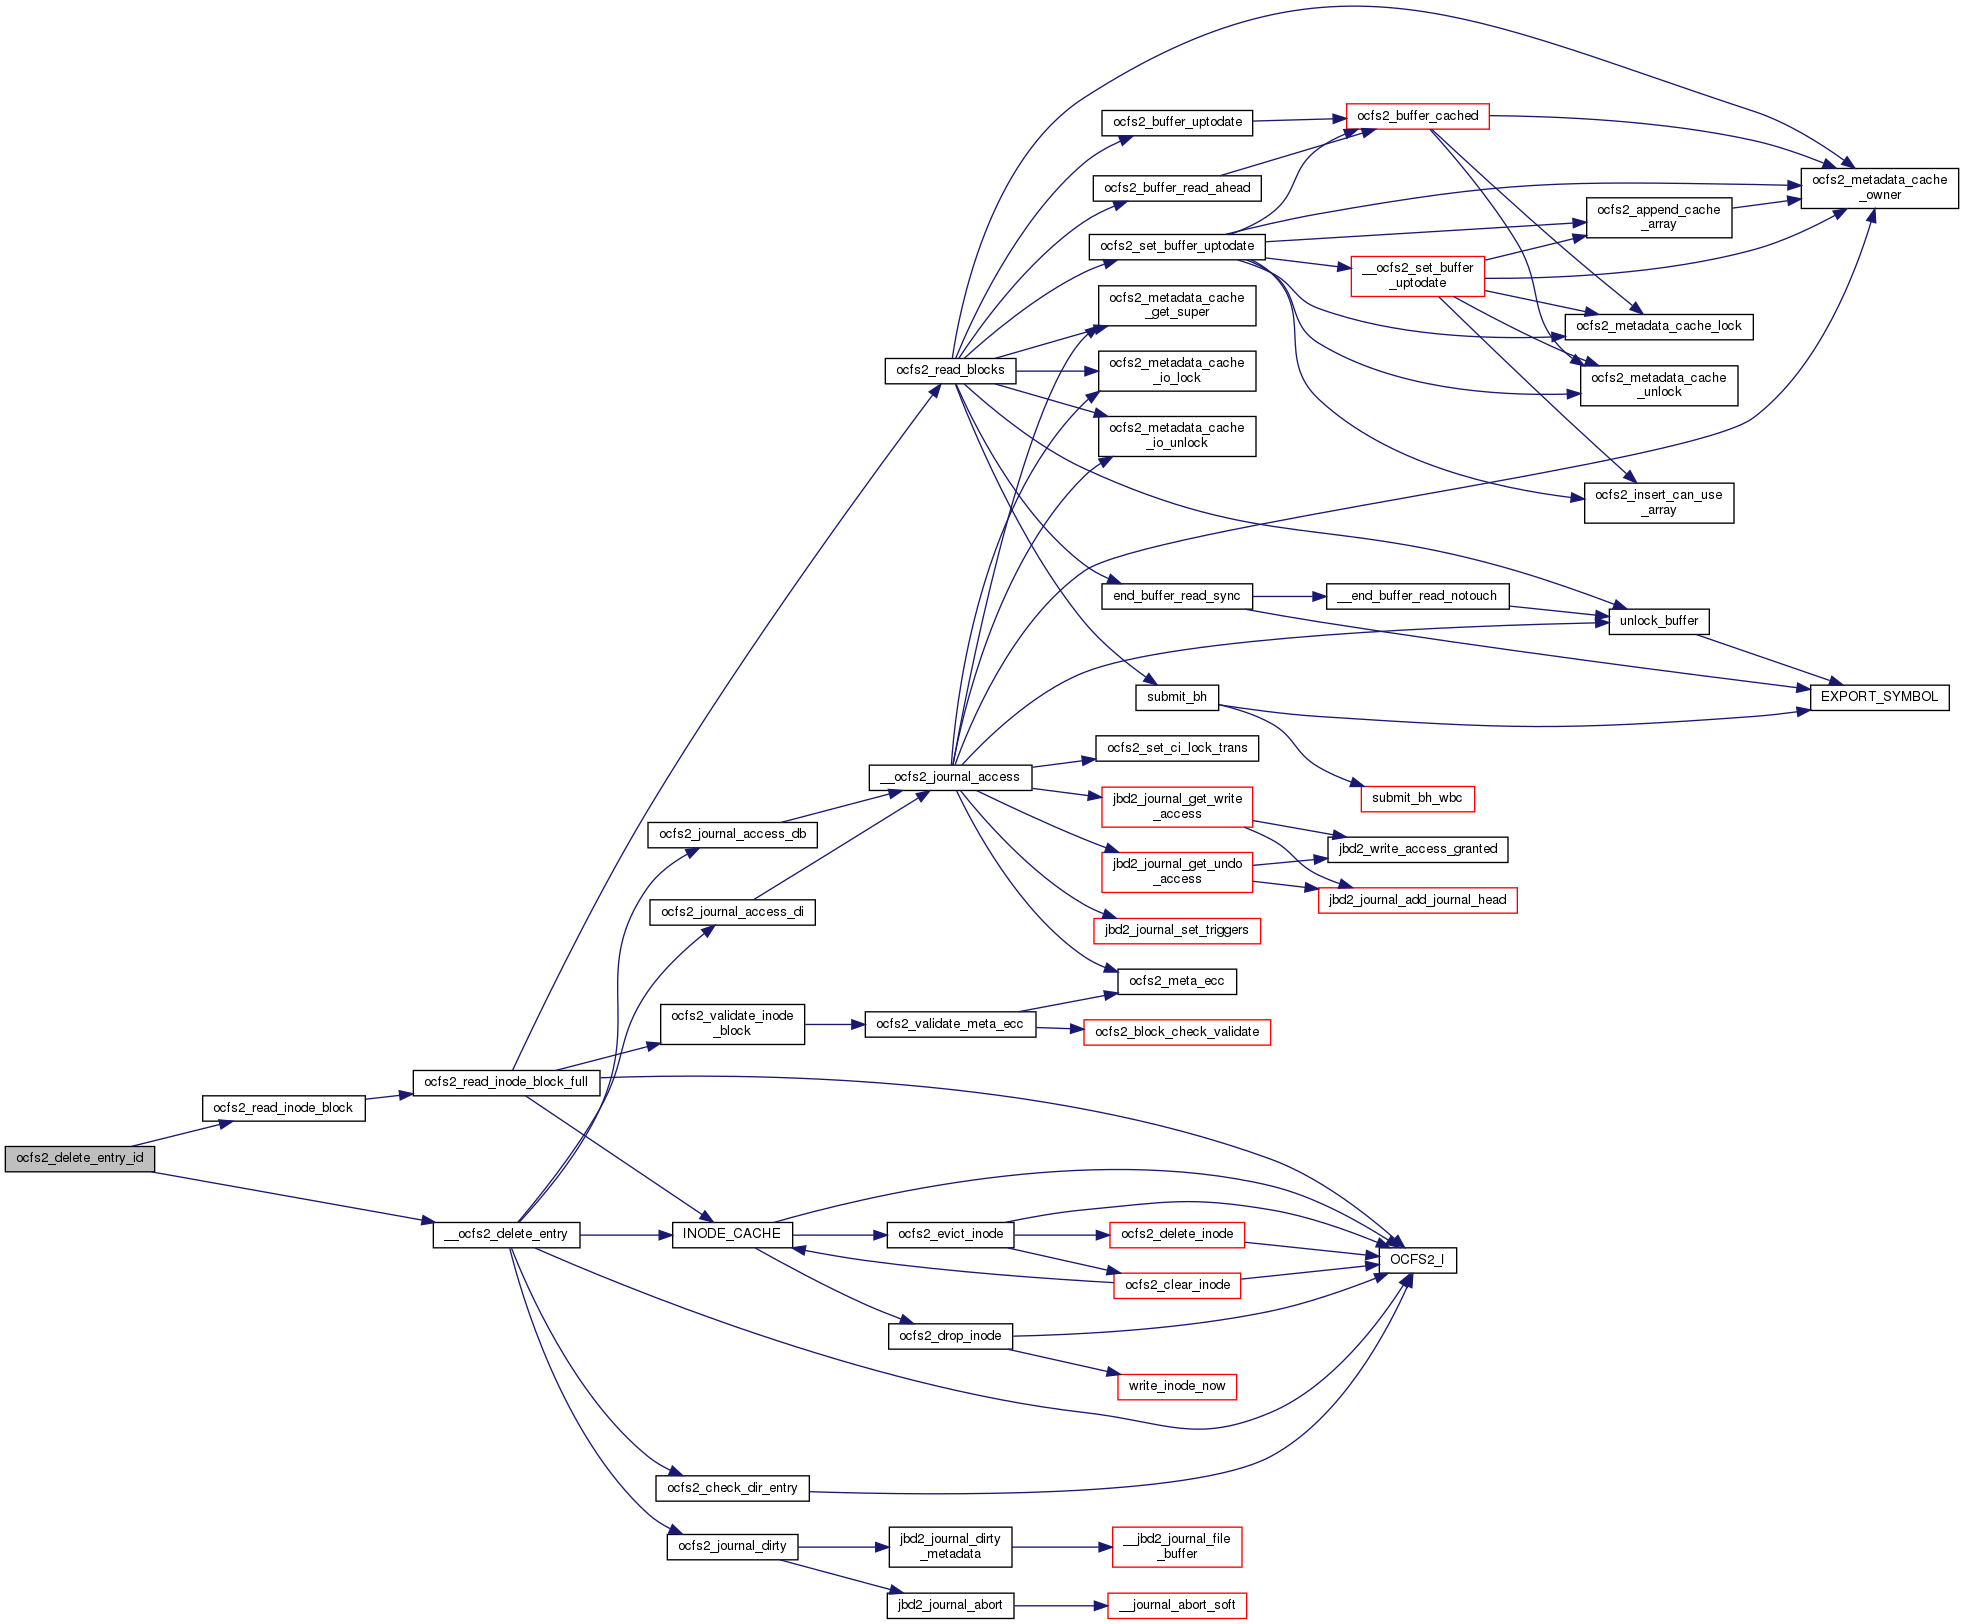 ocfs2_delete_entry_id
ocfs2_read_inode_block
ocfs2_read_inode_block_full
__ocfs2_delete_entry
ocfs2_journal_access_db
ocfs2_journal_access_di
ocfs2_validate_inode
_block
INODE_CACHE
ocfs2_check_dir_entry
ocfs2_journal_dirty
ocfs2_read_blocks
__ocfs2_journal_access
ocfs2_validate_meta_ecc
ocfs2_evict_inode
ocfs2_drop_inode
jbd2_journal_dirty
_metadata
jbd2_journal_abort
ocfs2_buffer_uptodate
ocfs2_buffer_read_ahead
ocfs2_set_buffer_uptodate
ocfs2_metadata_cache
_get_super
ocfs2_metadata_cache
_io_lock
ocfs2_metadata_cache
_io_unlock
end_buffer_read_sync
submit_bh
ocfs2_set_ci_lock_trans
jbd2_journal_get_write
_access
jbd2_journal_get_undo
_access
jbd2_journal_set_triggers
ocfs2_meta_ecc
ocfs2_block_check_validate
ocfs2_delete_inode
ocfs2_clear_inode
write_inode_now
__jbd2_journal_file
_buffer
__journal_abort_soft
ocfs2_buffer_cached
__ocfs2_set_buffer
_uptodate
__end_buffer_read_notouch
submit_bh_wbc
jbd2_write_access_granted
jbd2_journal_add_journal_head
OCFS2_I
ocfs2_append_cache
_array
ocfs2_metadata_cache_lock
ocfs2_metadata_cache
_unlock
ocfs2_insert_can_use
_array
unlock_buffer
ocfs2_metadata_cache
_owner
EXPORT_SYMBOL